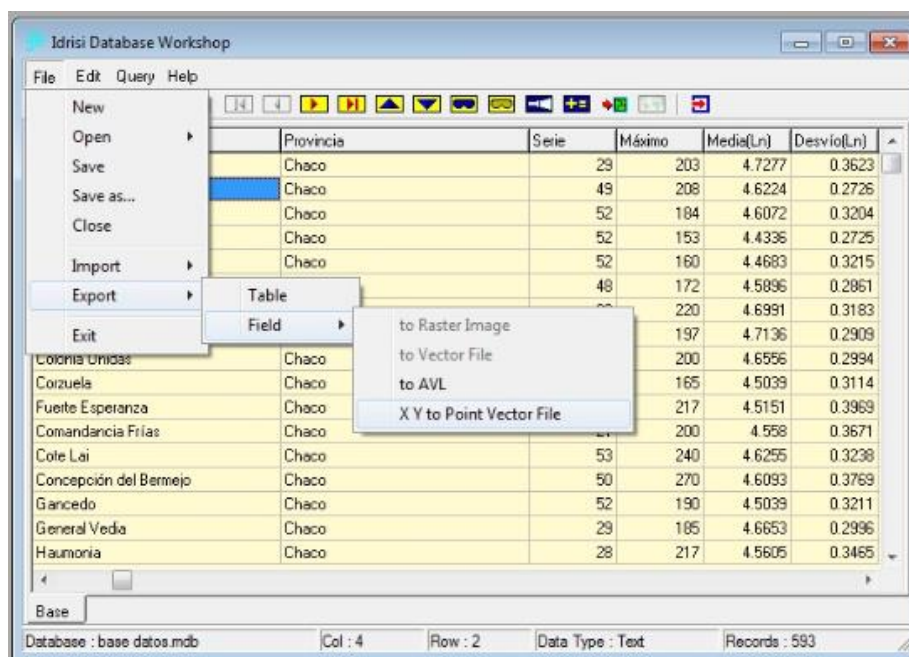 Idrisi Database Workshop
File Edit Query Help
New
Open
Save
Save as...
Close
Import
Export
Exit
Table
Field
to Raster Image
to Vector File
to AVL
X Y to Point Vector File
Provincia Serie Máximo Media(Ln) Desvío(Ln)
Chaco 29 203 4.7277 0.3623
Chaco 49 208 4.6224 0.2726
Chaco 52 184 4.6072 0.3204
Chaco 52 153 4.4336 0.2725
Chaco 52 160 4.4683 0.3215
48 172 4.5896 0.2861
220 4.6991 0.3183
197 4.7136 0.2909
Colonia Unidas Chaco 200 4.6556 0.2994
Corzuela Chaco 165 4.5039 0.3114
Fuerte Esperanza Chaco 217 4.5151 0.3969
Comandancia Frías Chaco 200 4.558 0.3671
Cote Lai Chaco 53 240 4.6255 0.3238
Concepción del Bermejo Chaco 50 270 4.6093 0.3769
Gancedo Chaco 52 190 4.5039 0.3211
General Vedia Chaco 29 185 4.6653 0.2996
Haumonia Chaco 28 217 4.5605 0.3465
Base
Database : base datos.mdb Col : 4 Row : 2 Data Type : Text Records : 593